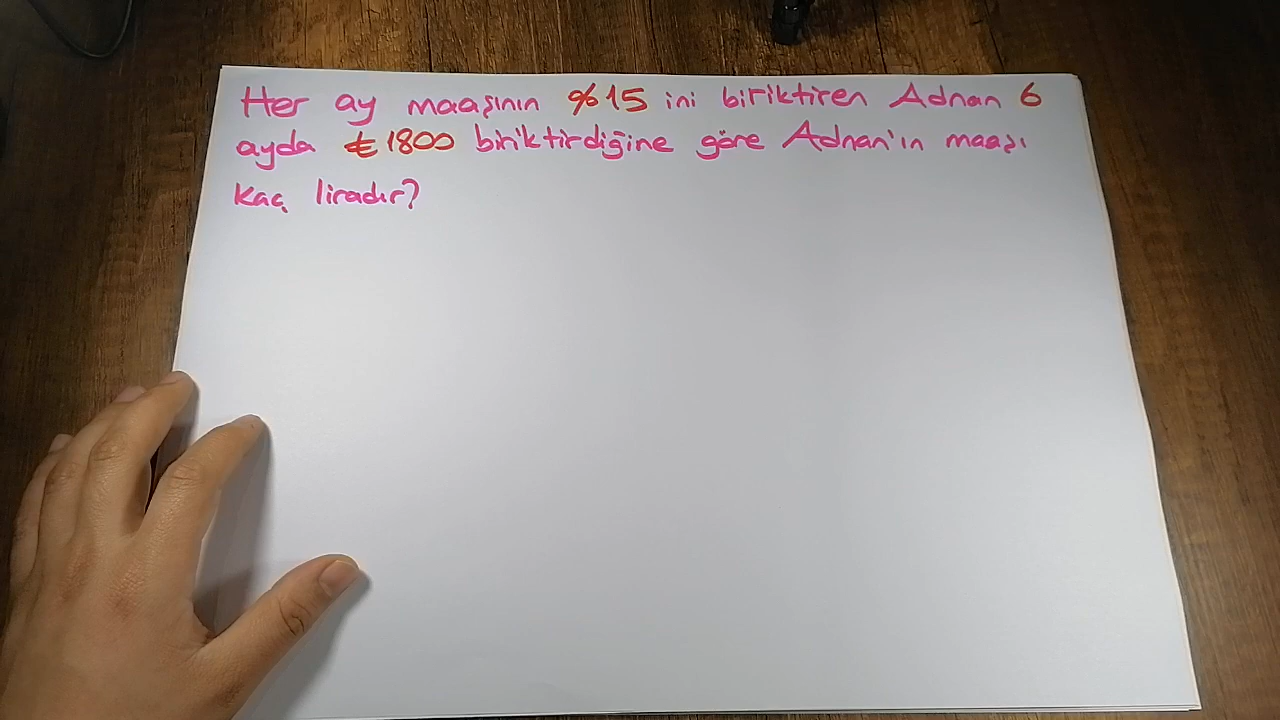 Her ay maaşının %15 ini biriktiren Adnan 6
ayda ₺1800 biriktirdiğine göre Adnan'ın maaşı
kaç liradır?